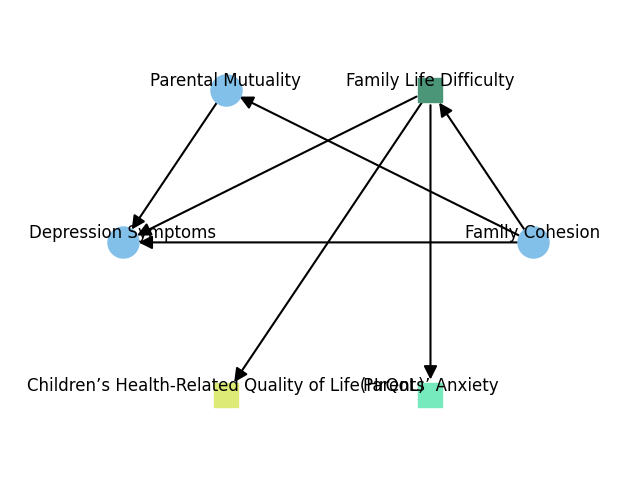 Parental Mutuality
Family Life Difficulty
Depression Symptoms
Family Cohesion
Children’s Health-Related Quality of Life (HrQoL)
Parents’ Anxiety